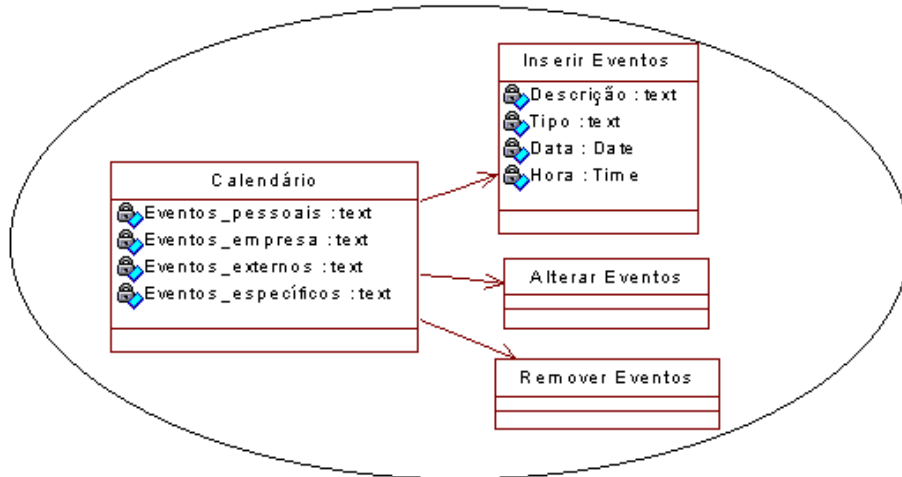 Inserir Eventos
Descrição : text
Tipo : text
Data : Date
Hora : Time
Calendário
Eventos_pessoais : text
Eventos_empresa : text
Eventos_externos : text
Eventos_específicos : text
Alterar Eventos
Remover Eventos